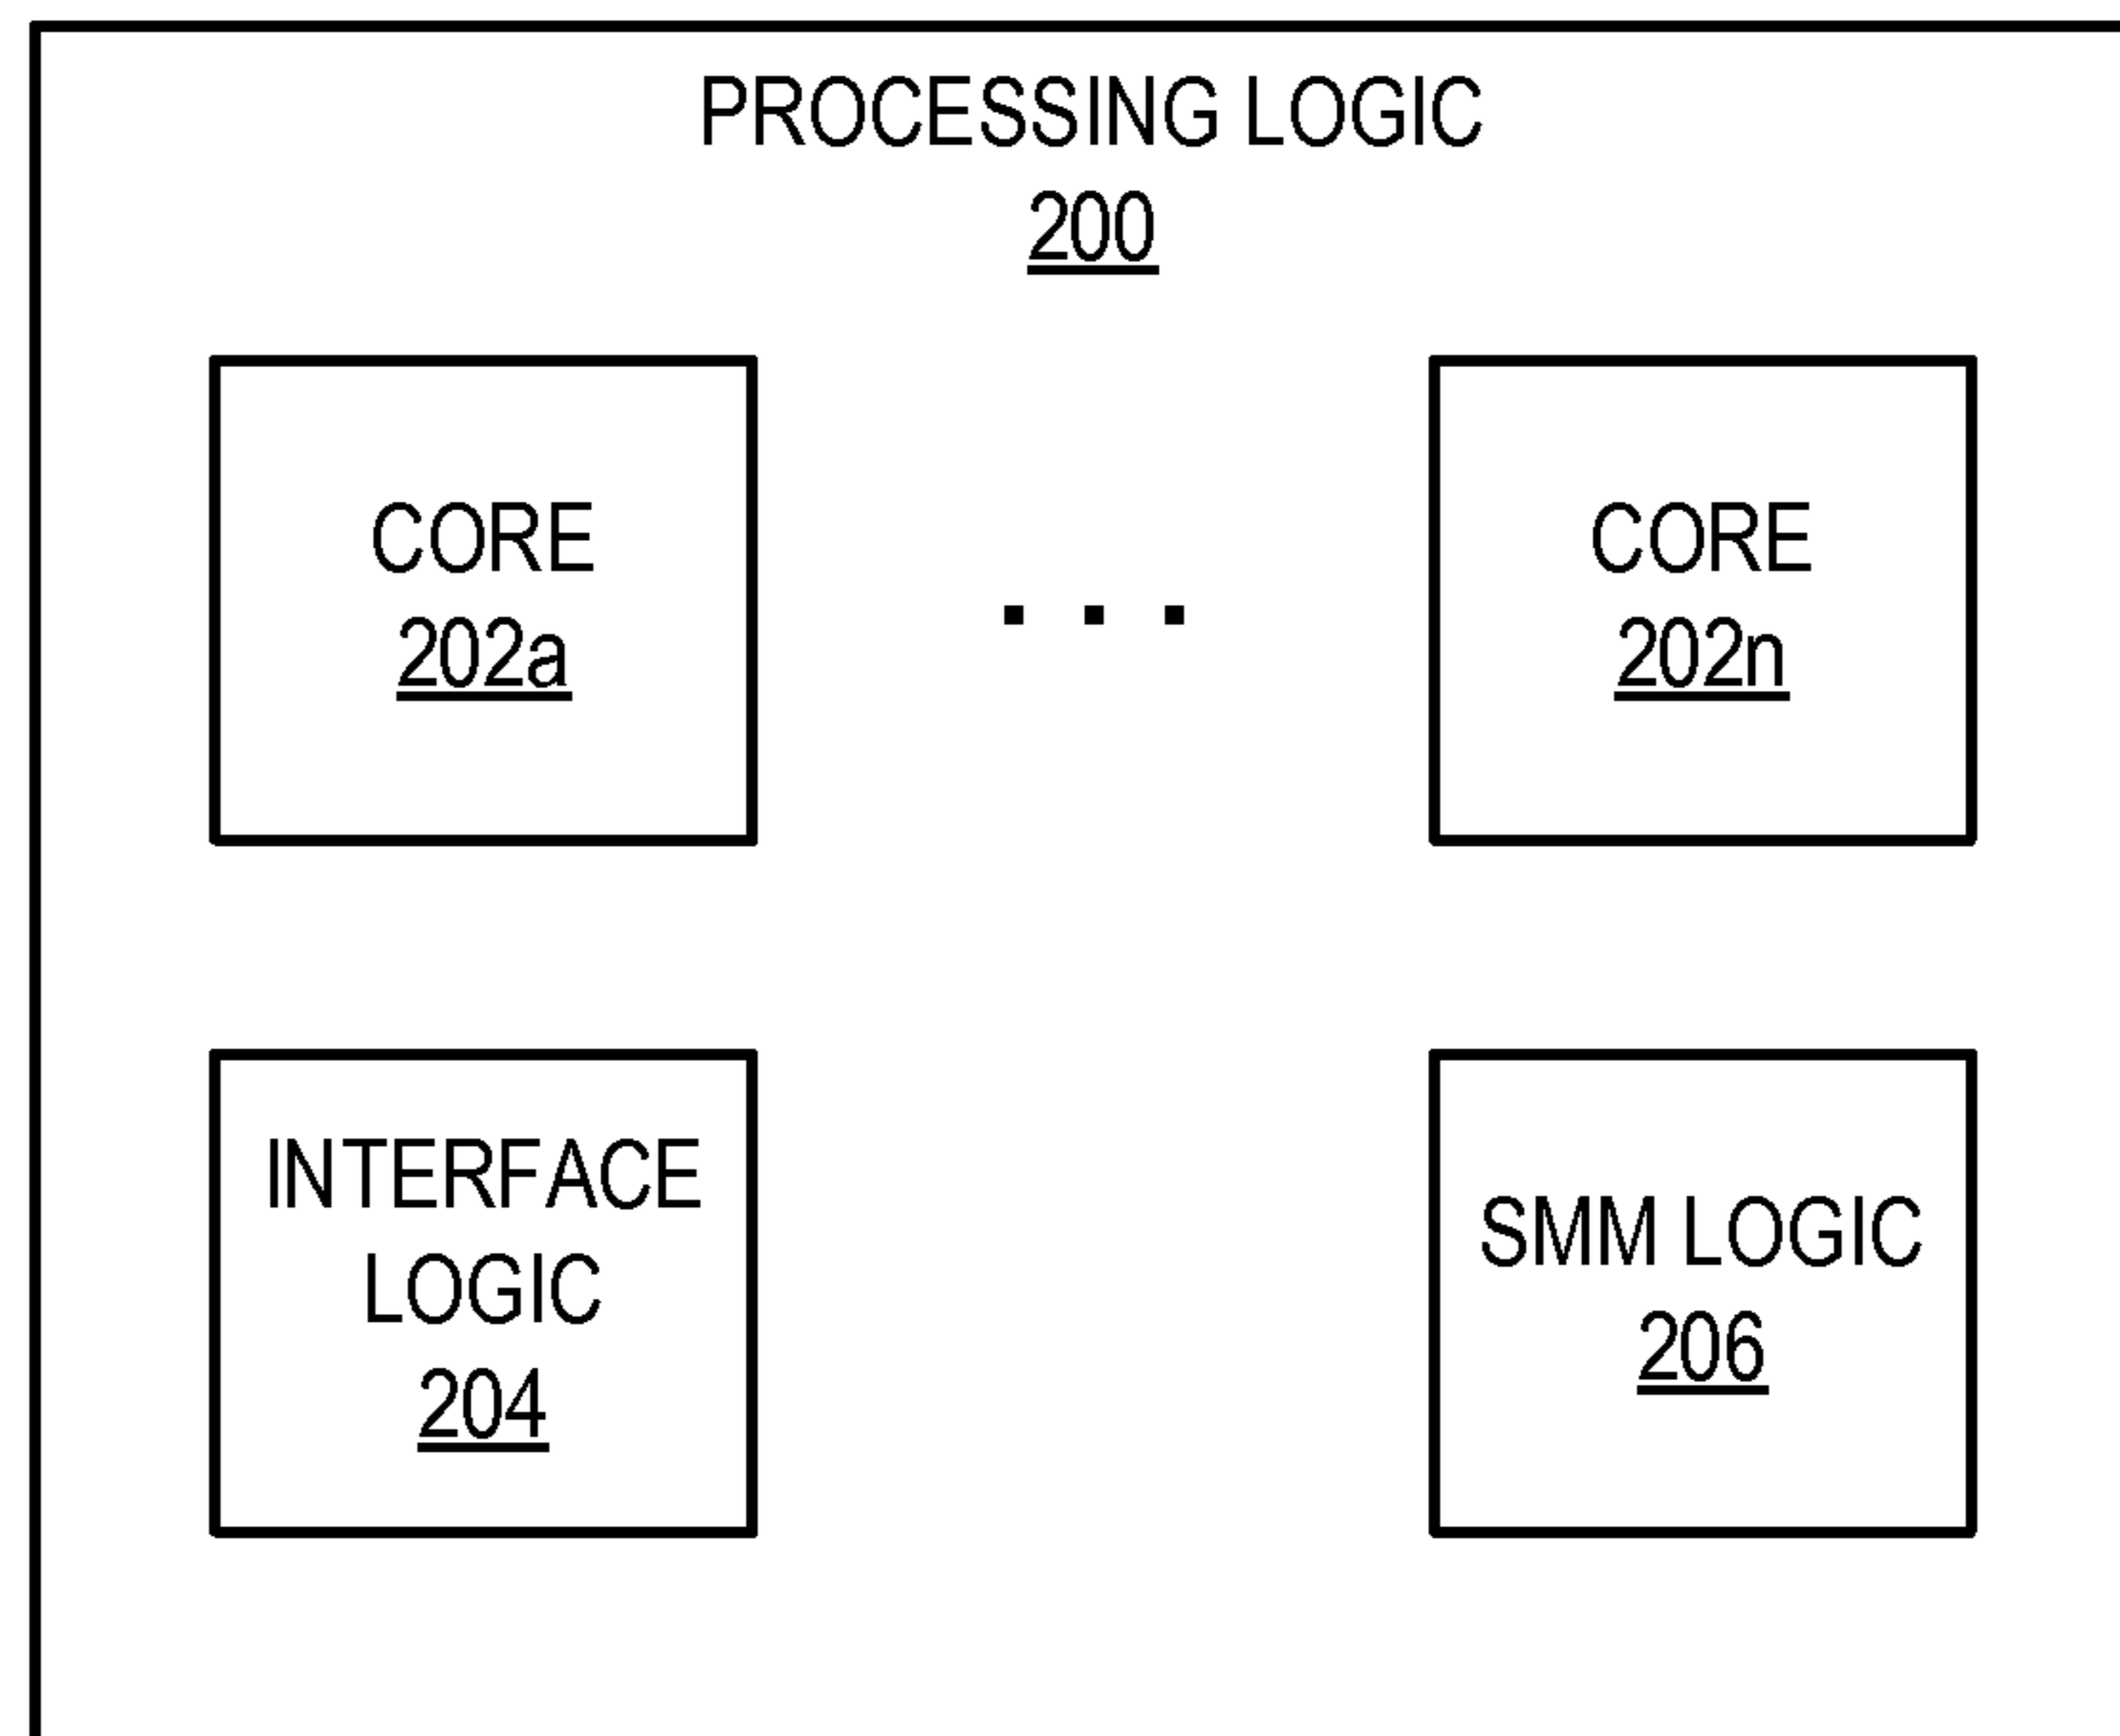 PROCESSING LOGIC
200
CORE
202a
. . .
CORE
202n
INTERFACE
LOGIC
204
SMM LOGIC
206